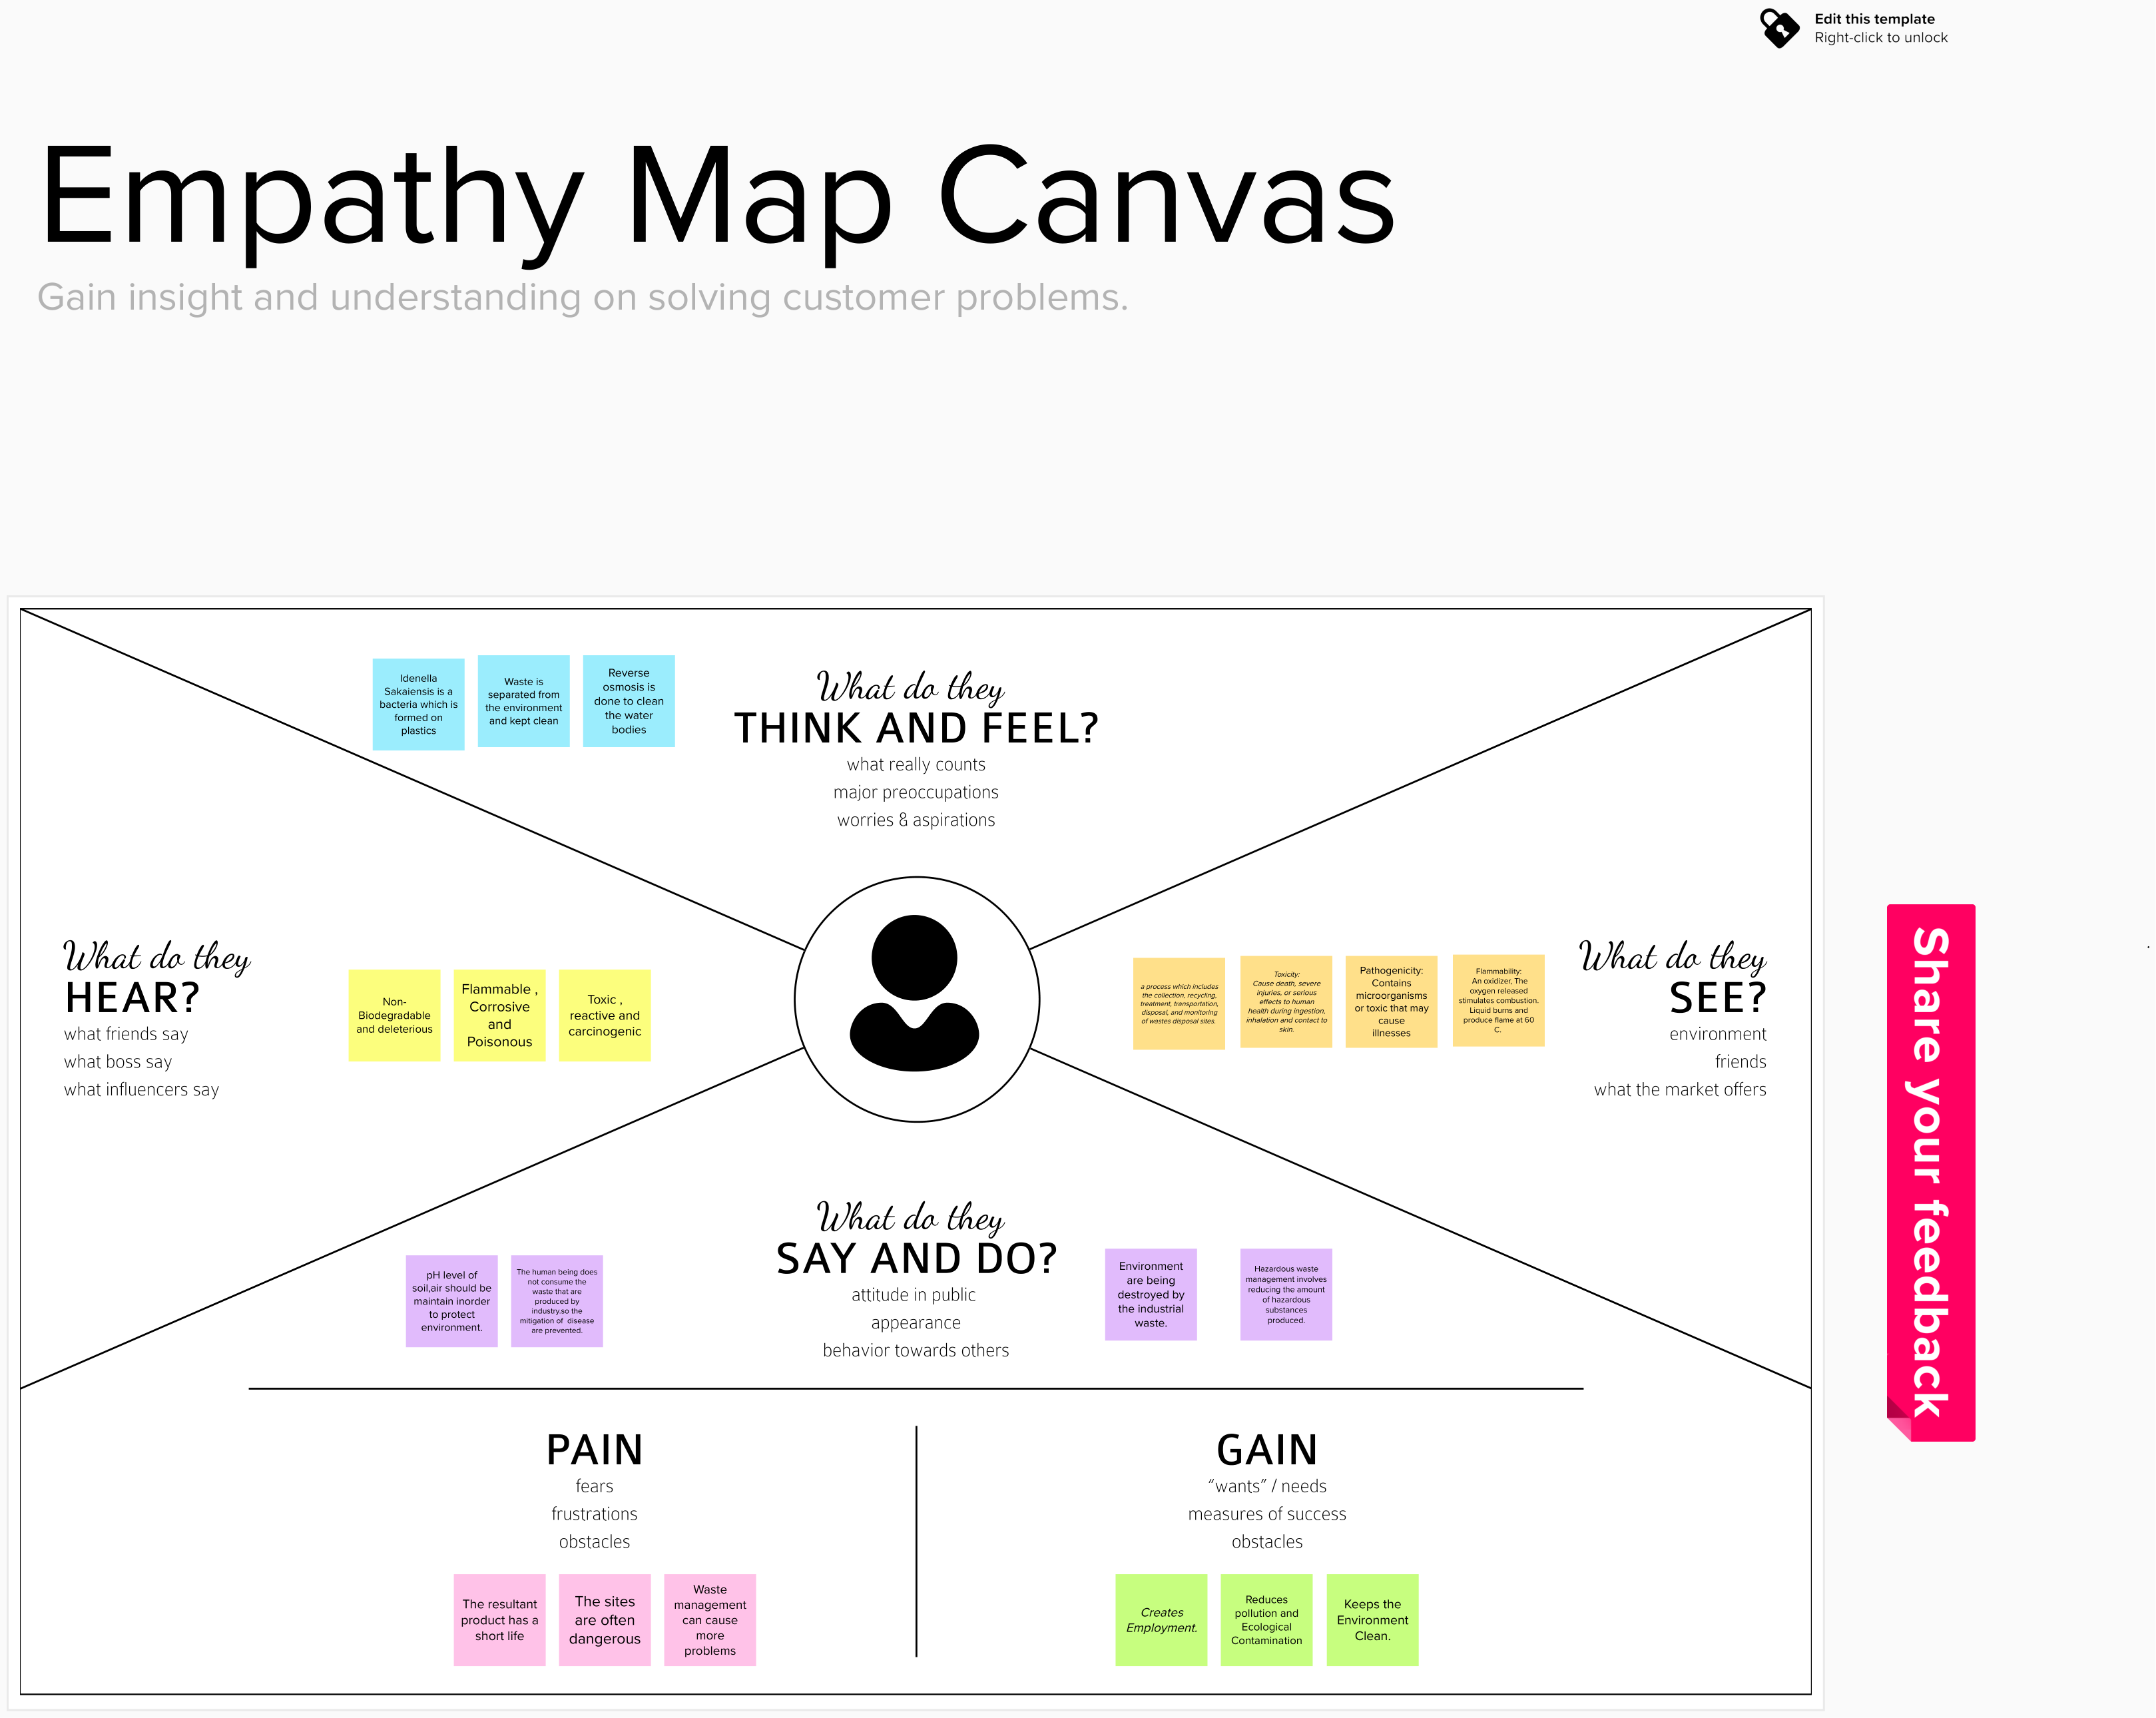 Edit this template
Right-click to unlock
Empathy Map Canvas
Gain insight and understanding on solving customer problems.
Idenella
Sakaiensis is a
bacteria which is
formed on
plastics
Waste is
separated from
the environment
and kept clean
Reverse
osmosis is
done to clean
the water
bodies
What do they
THINK AND FEEL?
what really counts
major preoccupations
worries & aspirations
What do they
HEAR?
what friends say
what boss say
what influencers say
Non-
Biodegradable
and deleterious
Flammable ,
Corrosive
and
Poisonous
Toxic ,
reactive and
carcinogenic
a process which includes
the collection, recycling,
treatment, transportation,
disposal, and monitoring
of wastes disposal sites.
Toxicity:
Cause death, severe
injuries, or serious
effects to human
health during ingestion,
inhalation and contact to
skin.
Pathogenicity:
Contains
microorganisms
or toxic that may
cause
illnesses
Flammability:
An oxidizer, The
oxygen released
stimulates combustion.
Liquid burns and
produce flame at 60
C.
What do they
SEE?
environment
friends
what the market offers
Share your feedback
pH level of
soil,air should be
maintain inorder
to protect
environment.
The human being does
not consume the
waste that are
produced by
industry.so the
mitigation of disease
are prevented.
What do they
SAY AND DO?
attitude in public
appearance
behavior towards others
Environment
are being
destroyed by
the industrial
waste.
Hazardous waste
management involves
reducing the amount
of hazardous
substances
produced.
PAIN
fears
frustrations
obstacles
The resultant
product has a
short life
The sites
are often
dangerous
Waste
management
can cause
more
problems
GAIN
“wants” / needs
measures of success
obstacles
Creates
Employment.
Reduces
pollution and
Ecological
Contamination
Keeps the
Environment
Clean.